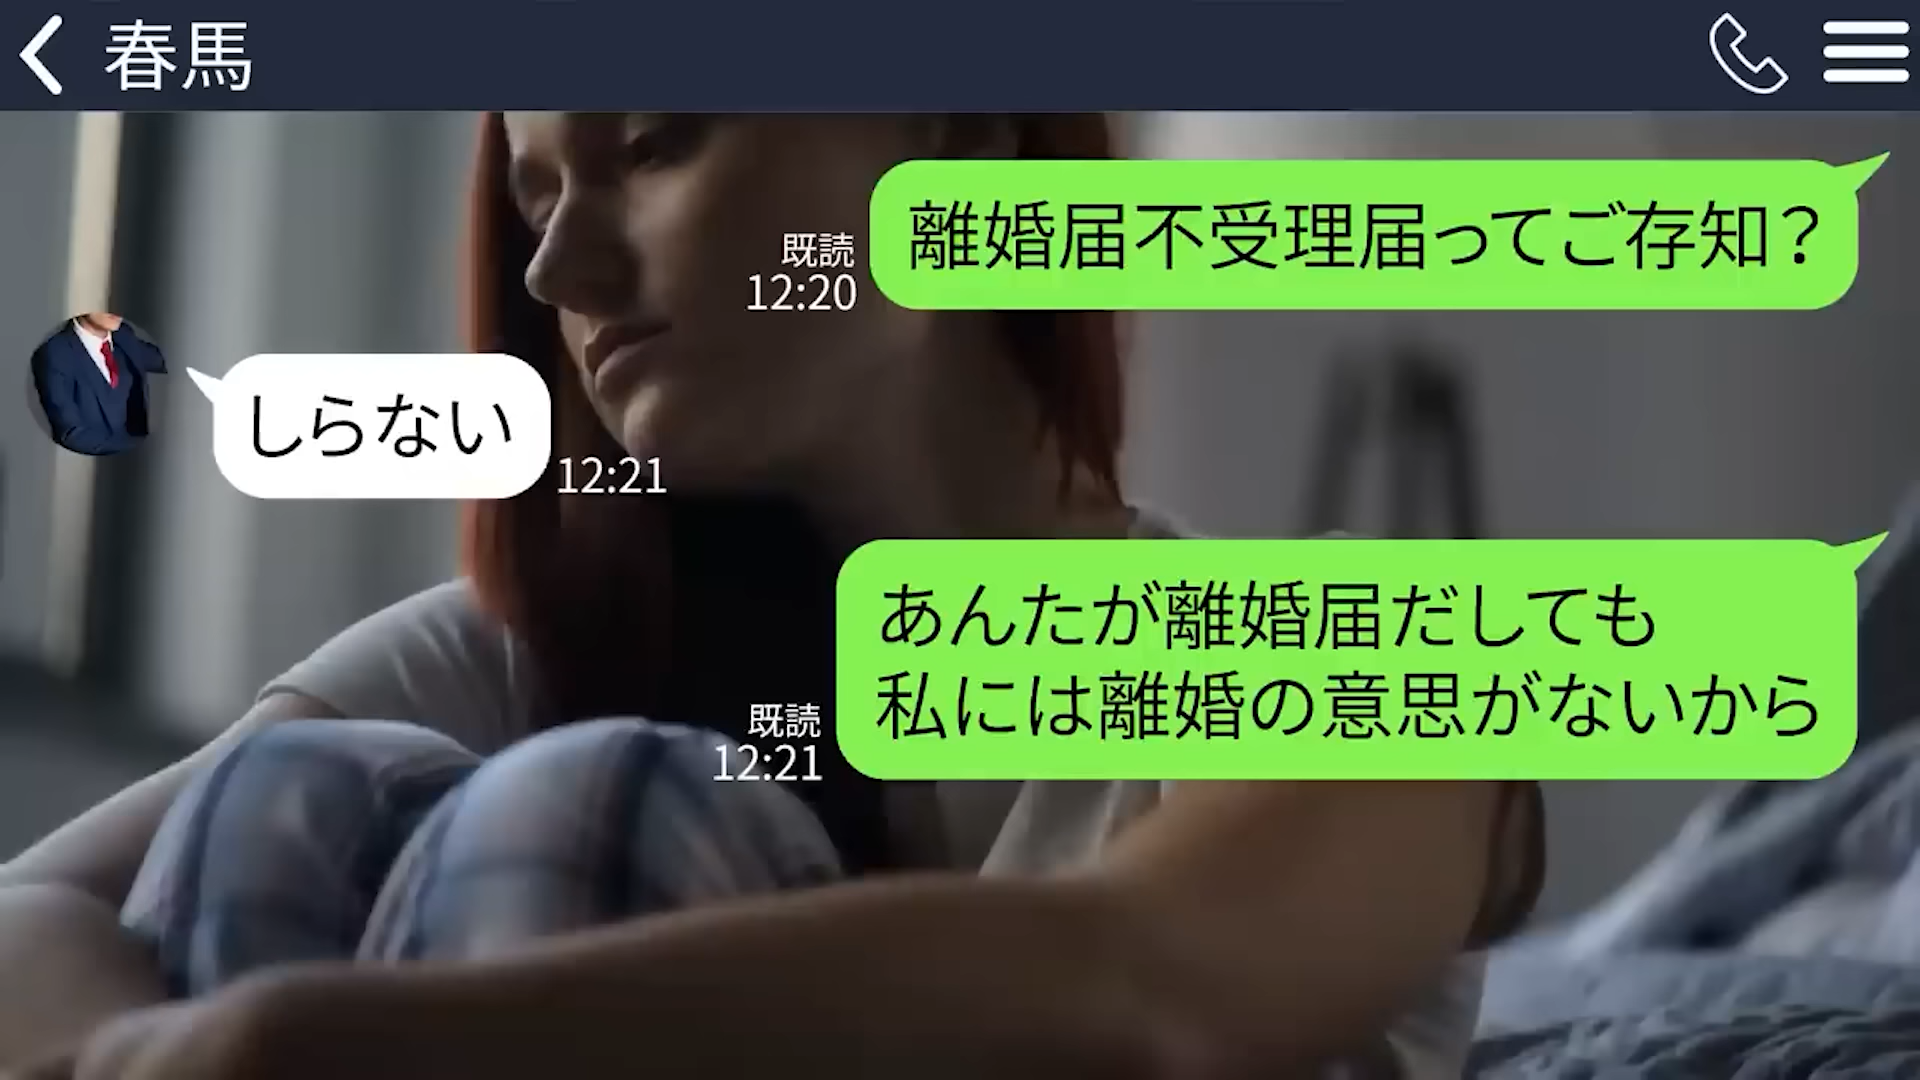 春馬
離婚届不受理届ってご存知？
既読
12:20
しらない
12:21
あんたが離婚届だしても
私には離婚の意思がないから
既読
12:21